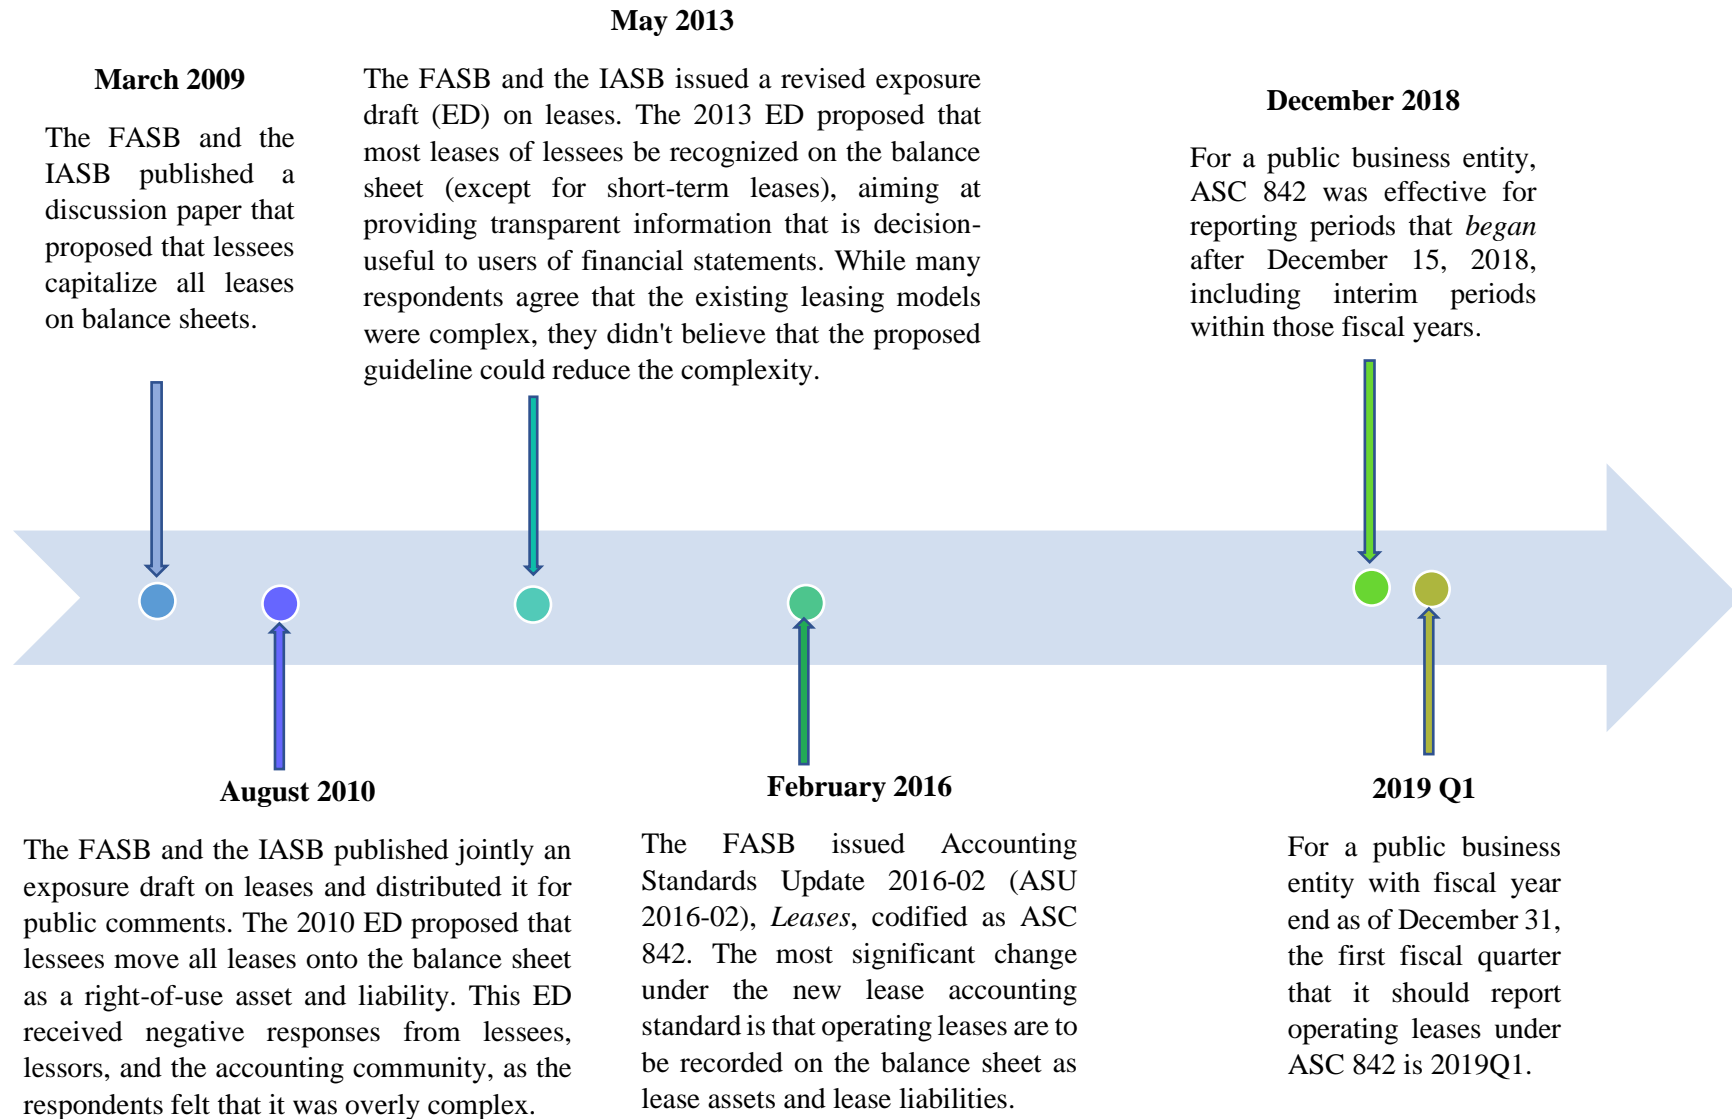 May 2013
March 2009
The FASB and the
IASB published a
discussion paper that
proposed that lessees
capitalize all leases
on balance sheets.
The FASB and the IASB issued a revised exposure
draft (ED) on leases. The 2013 ED proposed that
most leases of lessees be recognized on the balance
sheet (except for short-term leases), aiming at
providing transparent information that is decision-
useful to users of financial statements. While many
respondents agree that the existing leasing models
were complex, they didn't believe that the proposed
guideline could reduce the complexity.
December 2018
For a public business entity,
ASC 842 was effective for
reporting periods that began
after December 15, 2018,
including interim periods
within those fiscal years.
August 2010
The FASB and the IASB published jointly an
exposure draft on leases and distributed it for
public comments. The 2010 ED proposed that
lessees move all leases onto the balance sheet
as a right-of-use asset and liability. This ED
received negative responses from lessees,
lessors, and the accounting community, as the
respondents felt that it was overly complex.
February 2016
The FASB issued Accounting
Standards Update 2016-02 (ASU
2016-02), Leases, codified as ASC
842. The most significant change
under the new lease accounting
standard is that operating leases are to
be recorded on the balance sheet as
lease assets and lease liabilities.
2019 Q1
For a public business
entity with fiscal year
end as of December 31,
the first fiscal quarter
that it should report
operating leases under
ASC 842 is 2019Q1.